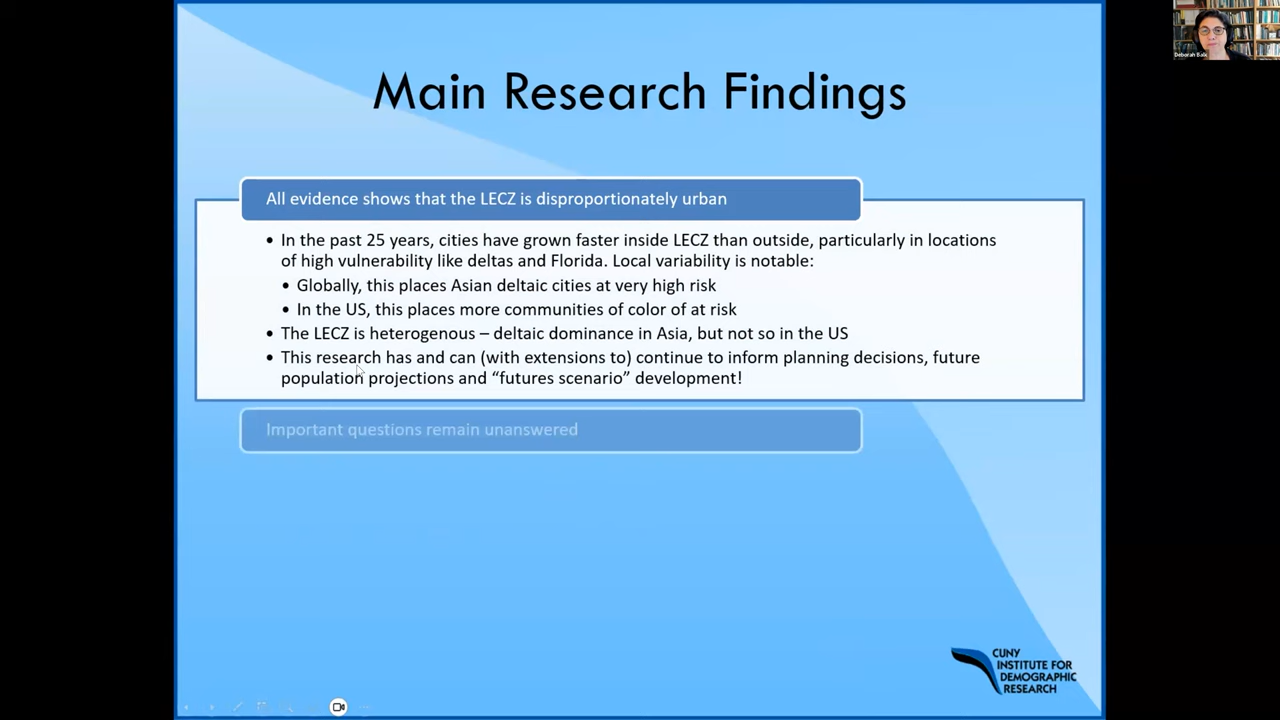 Deborah Balk
Main Research Findings
All evidence shows that the LECZ is disproportionately urban
• In the past 25 years, cities have grown faster inside LECZ than outside, particularly in locations
of high vulnerability like deltas and Florida. Local variability is notable:
• Globally, this places Asian deltaic cities at very high risk
• In the US, this places more communities of color of at risk
• The LECZ is heterogenous – deltaic dominance in Asia, but not so in the US
• This research has and can (with extensions to) continue to inform planning decisions, future
population projections and “futures scenario” development!
Important questions remain unanswered
CUNY
INSTITUTE FOR
DEMOGRAPHIC
RESEARCH